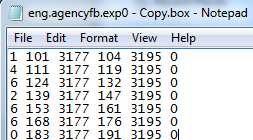 eng.agencyfb.exp0 - Copy.box - Notepad
File Edit Format View Help
1 101 3177 104 3195 0
4 111 3177 119 3195 0
6 124 3177 132 3195 0
2 139 3177 147 3195 0
6 153 3177 161 3195 0
6 168 3177 176 3195 0
0 183 3177 191 3195 0